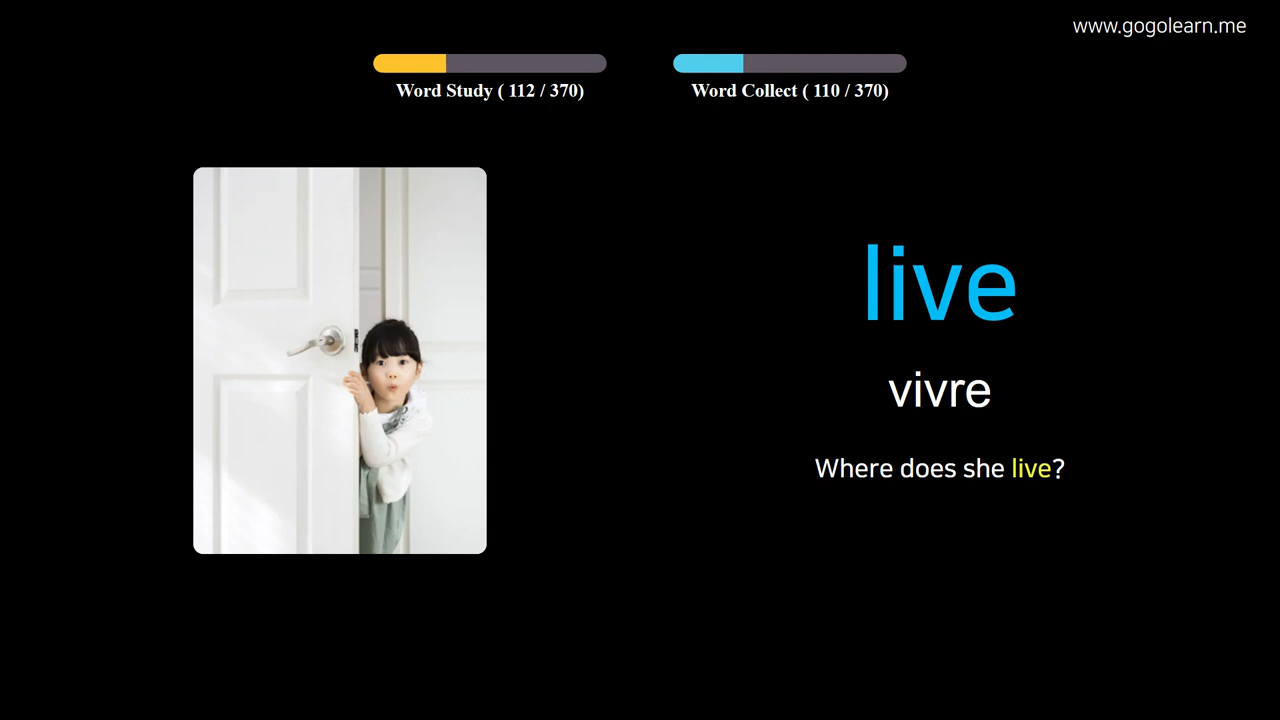 www.gogolearn.me
Word Study ( 112 / 370)
Word Collect ( 110 / 370)
live
vivre
Where does she live?